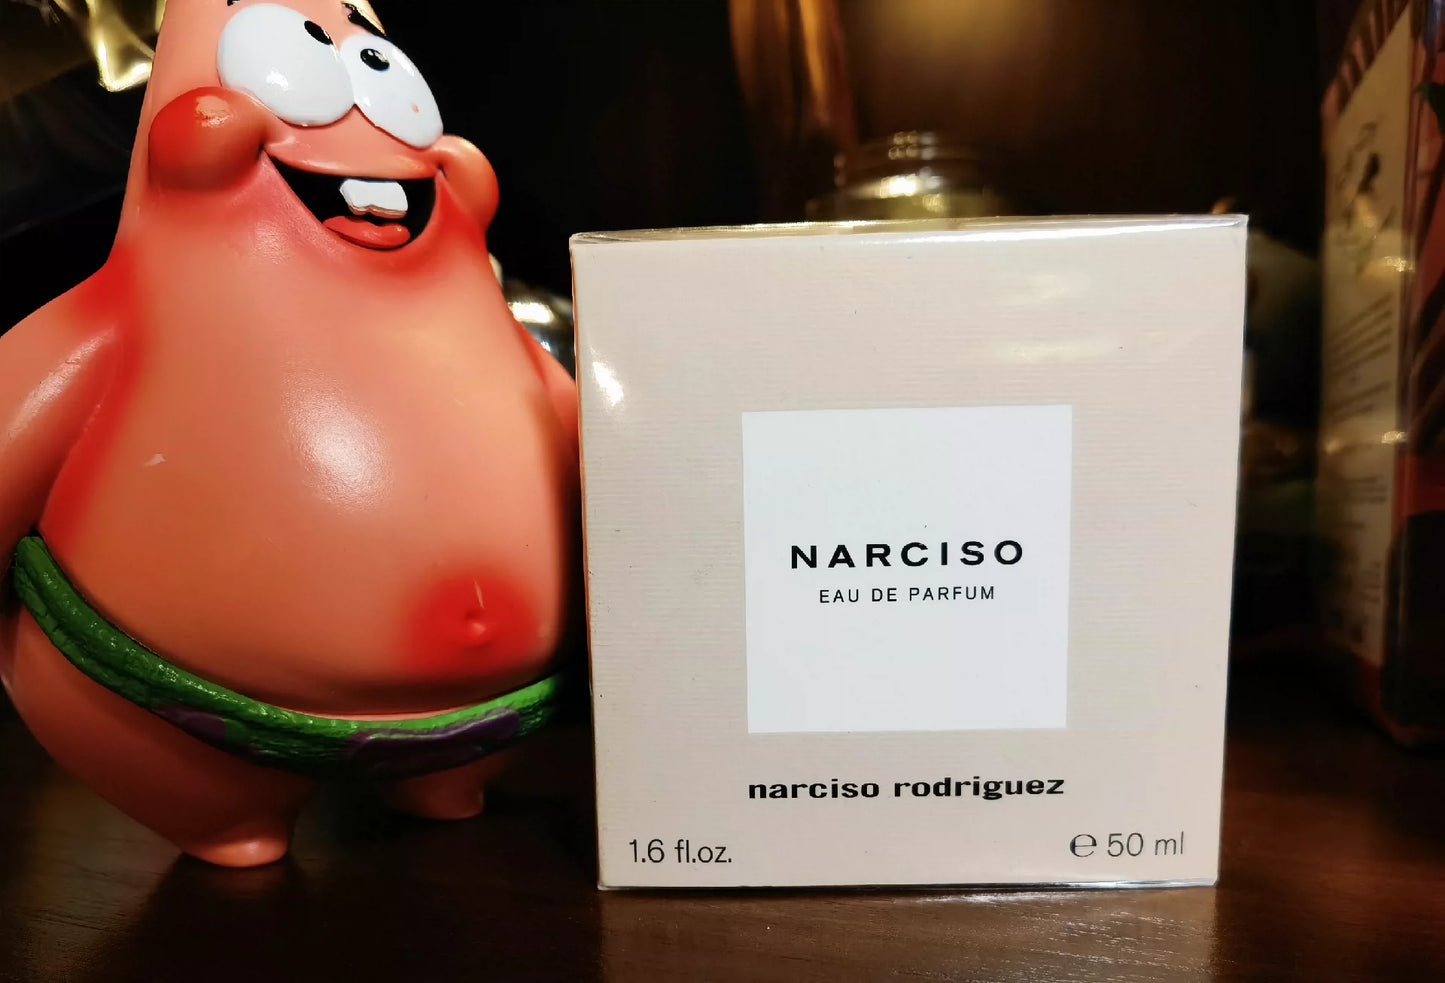 NARCISO
EAU DE PARFUM
narciso rodriguez
1.6 fl.oz.
℮ 50 ml